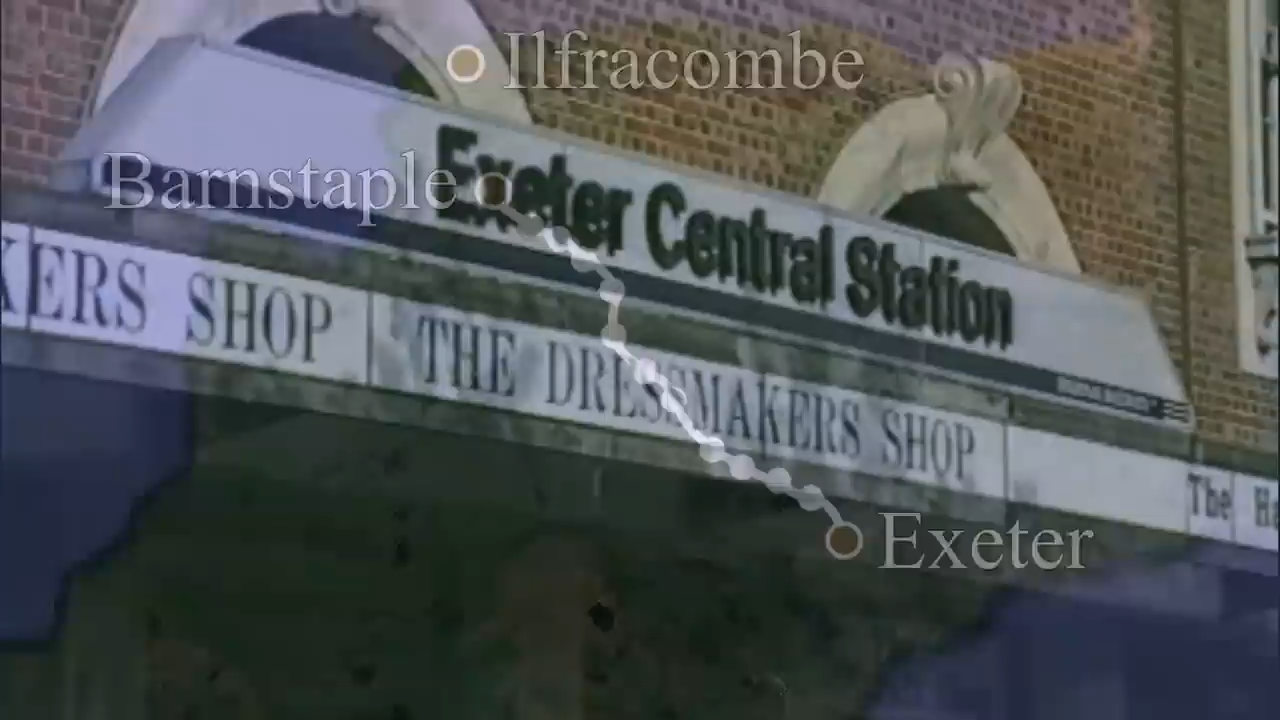 Ilfracombe
Barnstaple
Exeter Central Station
KERS SHOP
THE DRESSMAKERS SHOP
The
Exeter